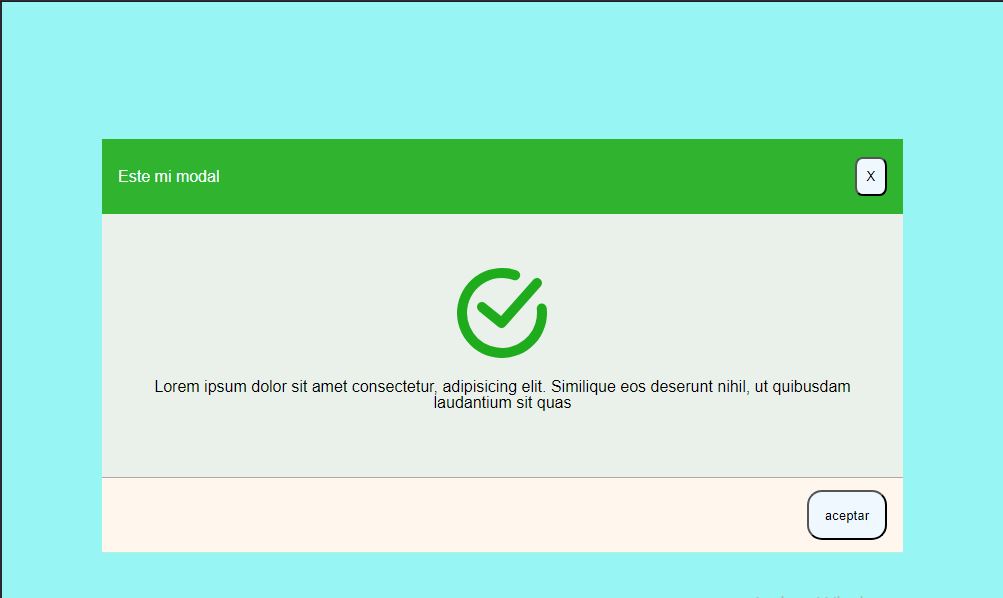 Este mi modal
X
Lorem ipsum dolor sit amet consectetur, adipisicing elit. Similique eos deserunt nihil, ut quibusdam
laudantium sit quas
aceptar